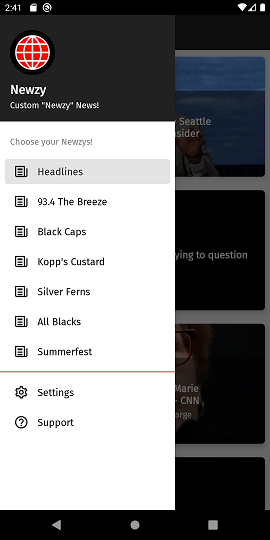 2:41
Newzy
Custom "Newzy" News!
Choose your Newzys!
Headlines
93.4 The Breeze
Black Caps
Kopp's Custard
Silver Ferns
All Blacks
Summerfest
Settings
Support
Seattle
sider
ying to question
Marie
- CNN
arge